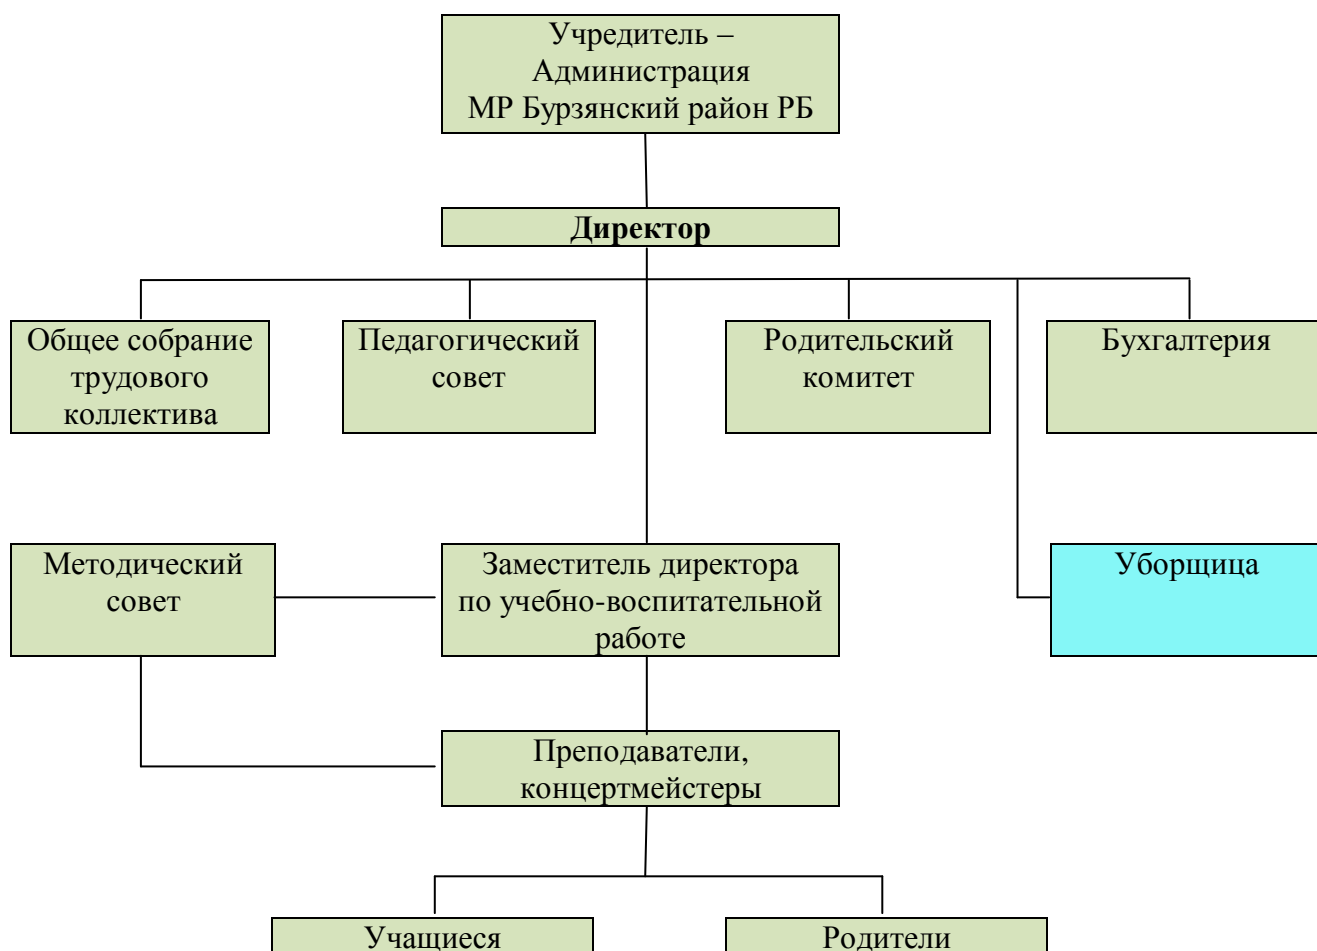 Учредитель –
Администрация
МР Бурзянский район РБ
Директор
Общее собрание
трудового
коллектива
Педагогический
совет
Родительский
комитет
Бухгалтерия
Методический
совет
Заместитель директора
по учебно-воспитательной
работе
Уборщица
Преподаватели,
концертмейстеры
Учащиеся
Родители